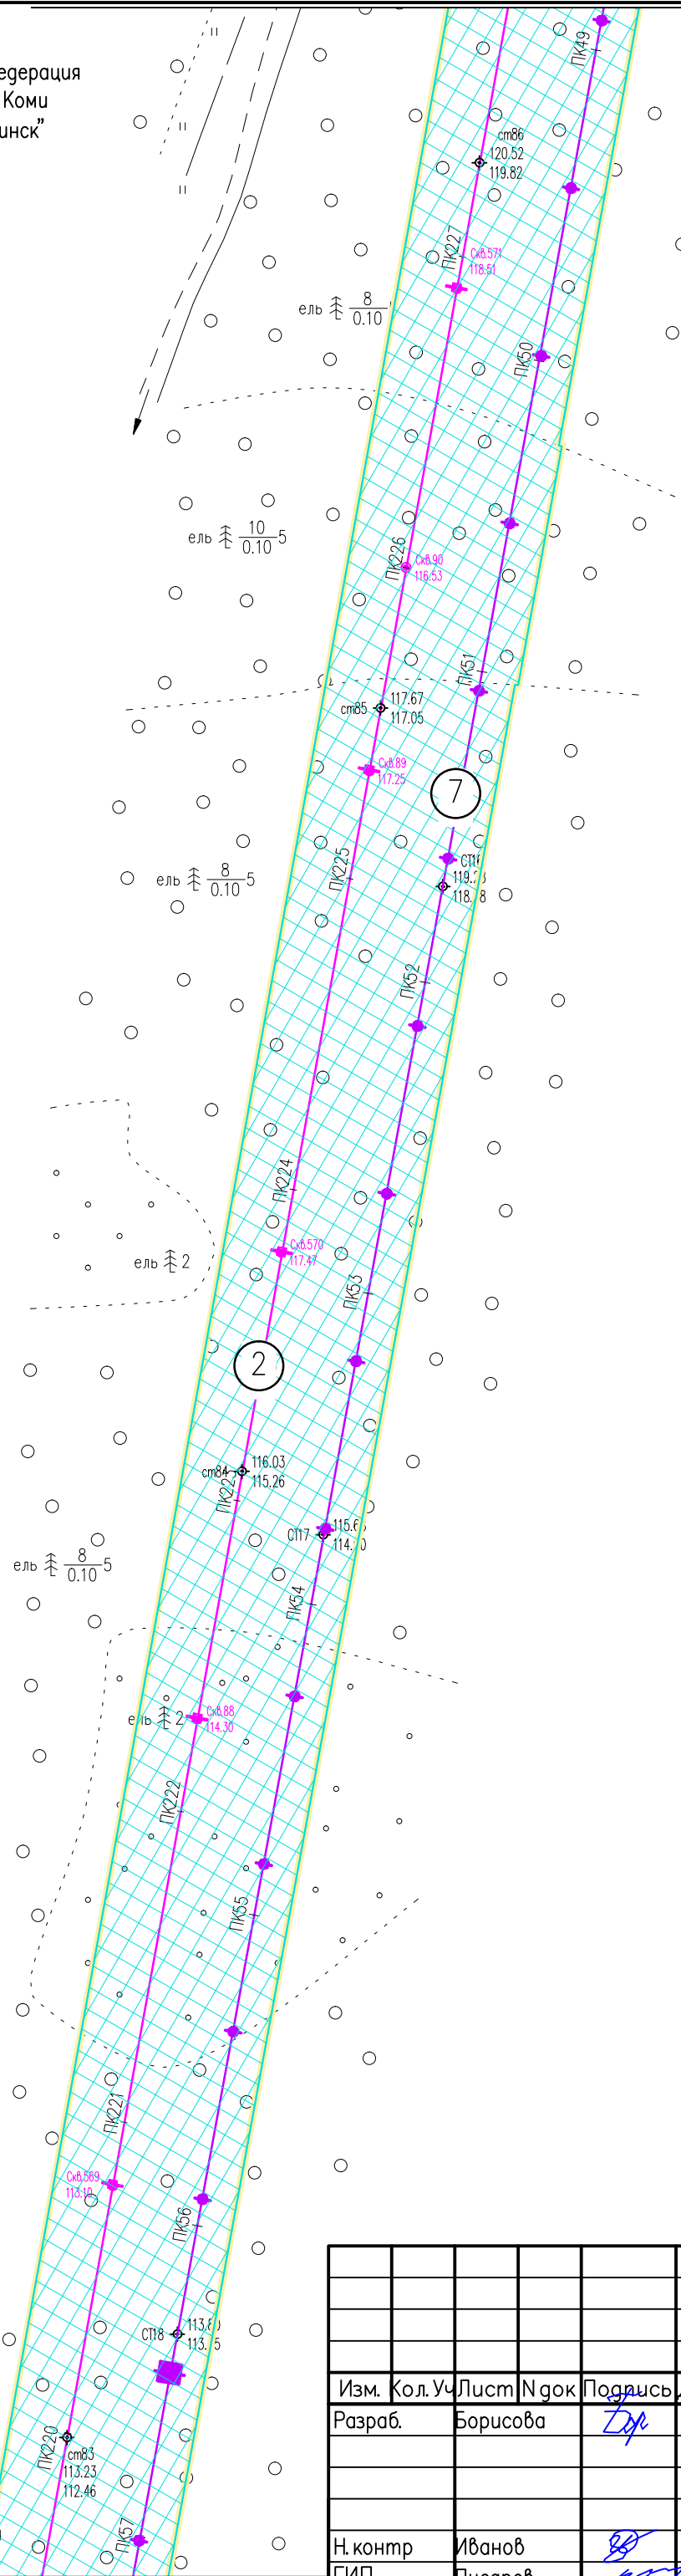 едерация
Коми
инск"
ПК49
ст86
120.52
119.82
ПК227
Скв.571
118.51
ель 8
0.10
ПК50
ель 10 5
0.10
ПК226
Скв.90
116.53
ПК51
ст85
117.67
117.05
Скв.89
117.25
7
ПК225
ель 8 5
0.10
ПК52
ПК224
ель 2
Скв.570
117.47
ПК53
2
ст84
116.03
115.26
СТ17
ель 8 5
0.10
ПК54
ель 2
Скв.88
114.30
ПК222
ПК55
ПК221
Скв.569
113.10
ПК56
СТ18
ПК220
ст83
113.23
112.46
ПК57
Изм. Кол.Уч Лист N док Подпись
Разраб. Борисова
Н.контр Иванов
ГИП